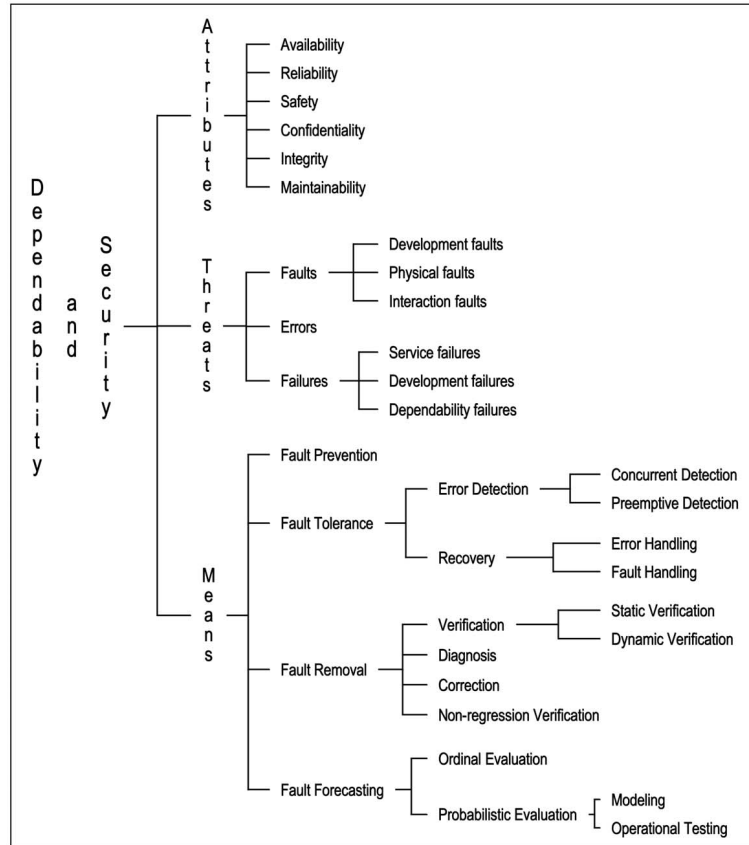 Dependability
and
Security
Attributes
Availability
Reliability
Safety
Confidentiality
Integrity
Maintainability
Threats
Faults
Development faults
Physical faults
Interaction faults
Errors
Failures
Service failures
Development failures
Dependability failures
Means
Fault Prevention
Fault Tolerance
Error Detection
Concurrent Detection
Preemptive Detection
Recovery
Error Handling
Fault Handling
Fault Removal
Verification
Static Verification
Dynamic Verification
Diagnosis
Correction
Non-regression Verification
Fault Forecasting
Ordinal Evaluation
Probabilistic Evaluation
Modeling
Operational Testing